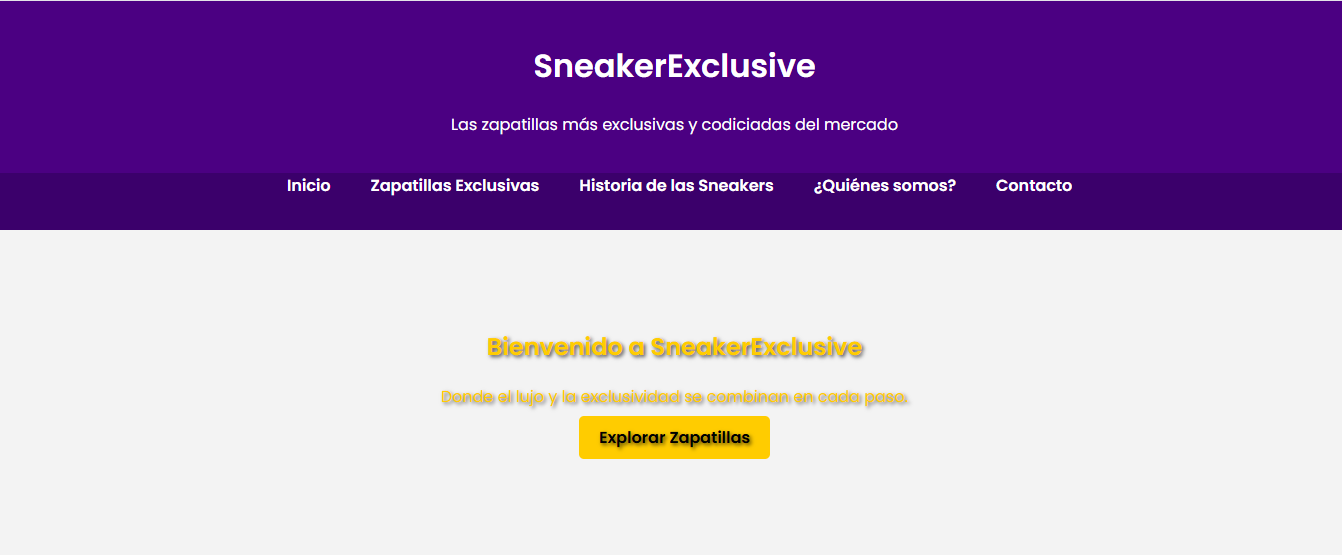 SneakerExclusive
Las zapatillas más exclusivas y codiciadas del mercado
Inicio Zapatillas Exclusivas Historia de las Sneakers ¿Quiénes somos? Contacto
Bienvenido a SneakerExclusive
Donde el lujo y la exclusividad se combinan en cada paso.
Explorar Zapatillas